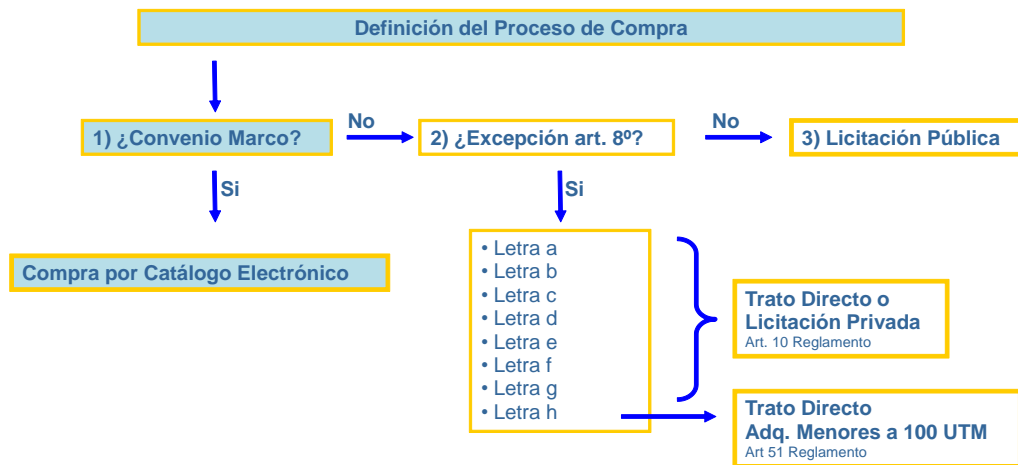 Definición del Proceso de Compra
1) ¿Convenio Marco?
No
2) ¿Excepción art. 8º?
No
3) Licitación Pública
Si
Si
Compra por Catálogo Electrónico
• Letra a
• Letra b
• Letra c
• Letra d
• Letra e
• Letra f
• Letra g
• Letra h
Trato Directo o
Licitación Privada
Art. 10 Reglamento
Trato Directo
Adq. Menores a 100 UTM
Art 51 Reglamento